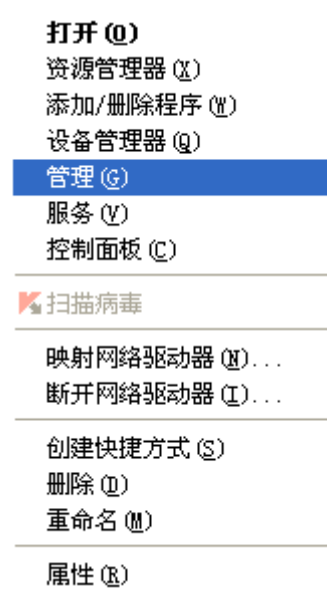 打开(O)
资源管理器(X)
添加/删除程序(W)
设备管理器(Q)
管理(G)
服务(V)
控制面板(C)
扫描病毒
映射网络驱动器(N)...
断开网络驱动器(I)...
创建快捷方式(S)
删除(D)
重命名(M)
属性(R)